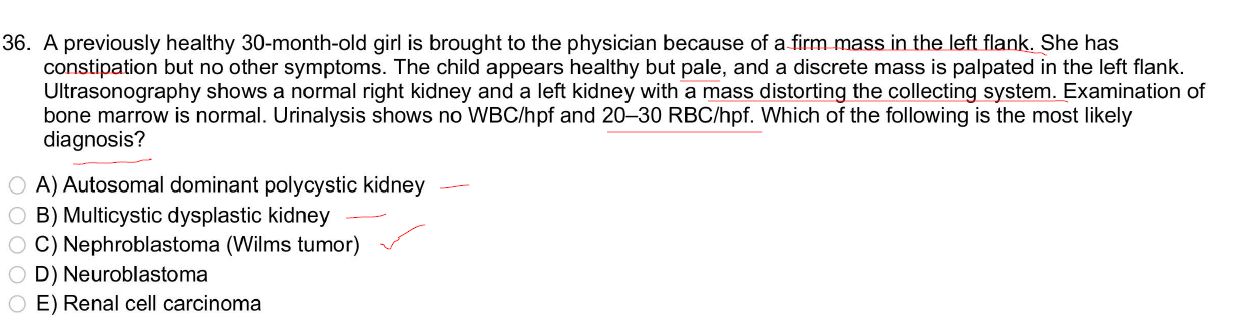 36. A previously healthy 30-month-old girl is brought to the physician because of a firm mass in the left flank. She has
constipation but no other symptoms. The child appears healthy but pale, and a discrete mass is palpated in the left flank.
Ultrasonography shows a normal right kidney and a left kidney with a mass distorting the collecting system. Examination of
bone marrow is normal. Urinalysis shows no WBC/hpf and 20–30 RBC/hpf. Which of the following is the most likely
diagnosis?
A) Autosomal dominant polycystic kidney
B) Multicystic dysplastic kidney
C) Nephroblastoma (Wilms tumor)
D) Neuroblastoma
E) Renal cell carcinoma